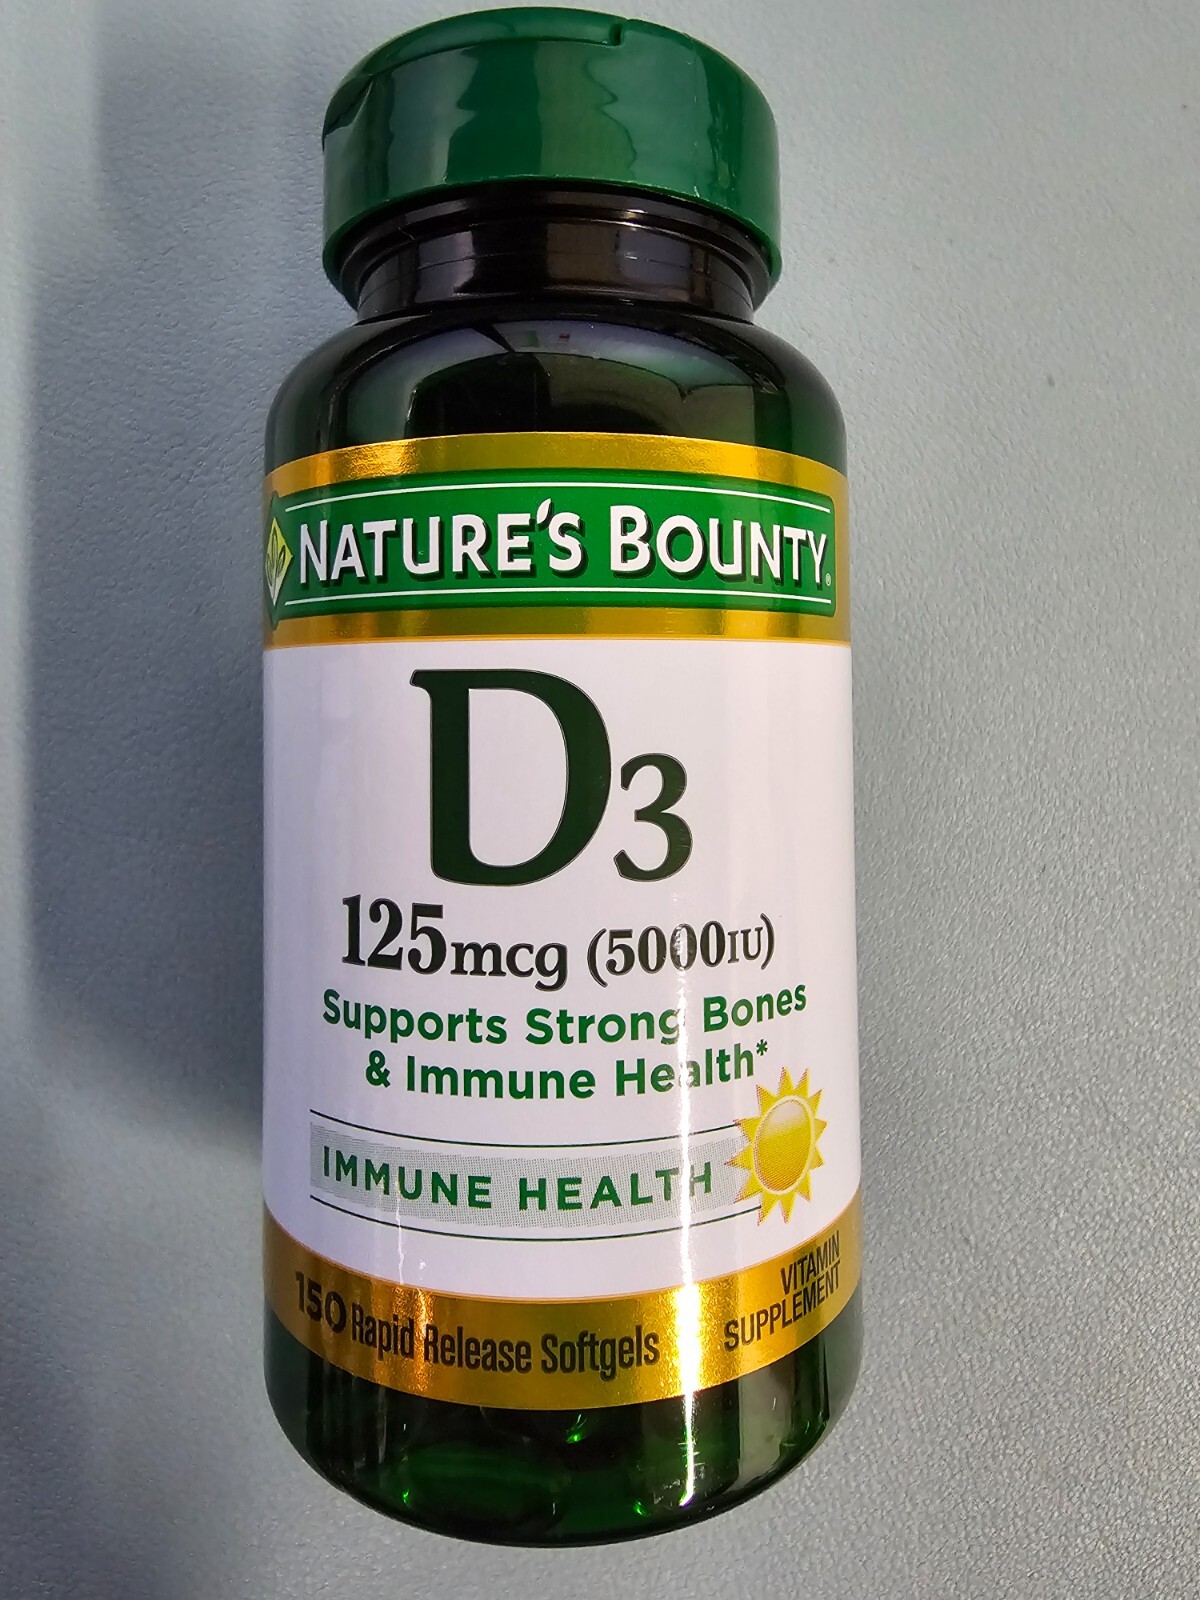 NATURE'S BOUNTY®
D3
125mcg (5000IU)
Supports Strong Bones
& Immune Health*
IMMUNE HEALTH
150 Rapid Release Softgels
VITAMIN
SUPPLEMENT